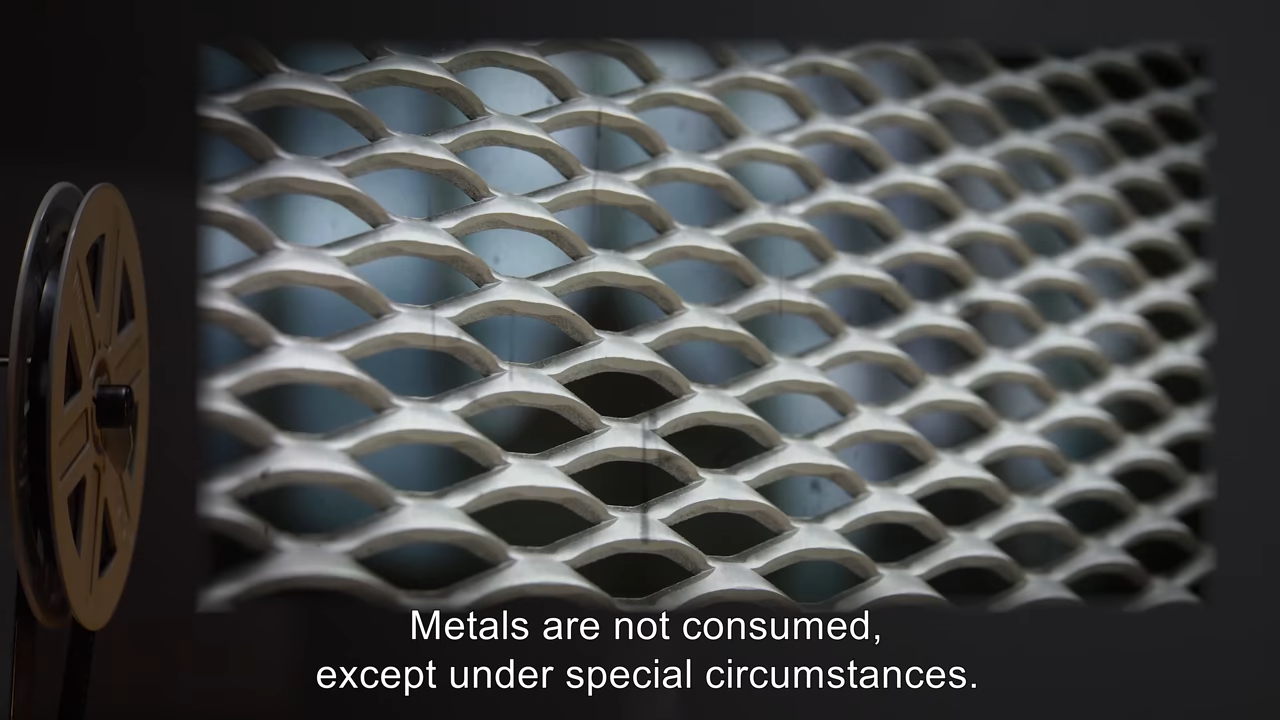 Metals are not consumed,
except under special circumstances.